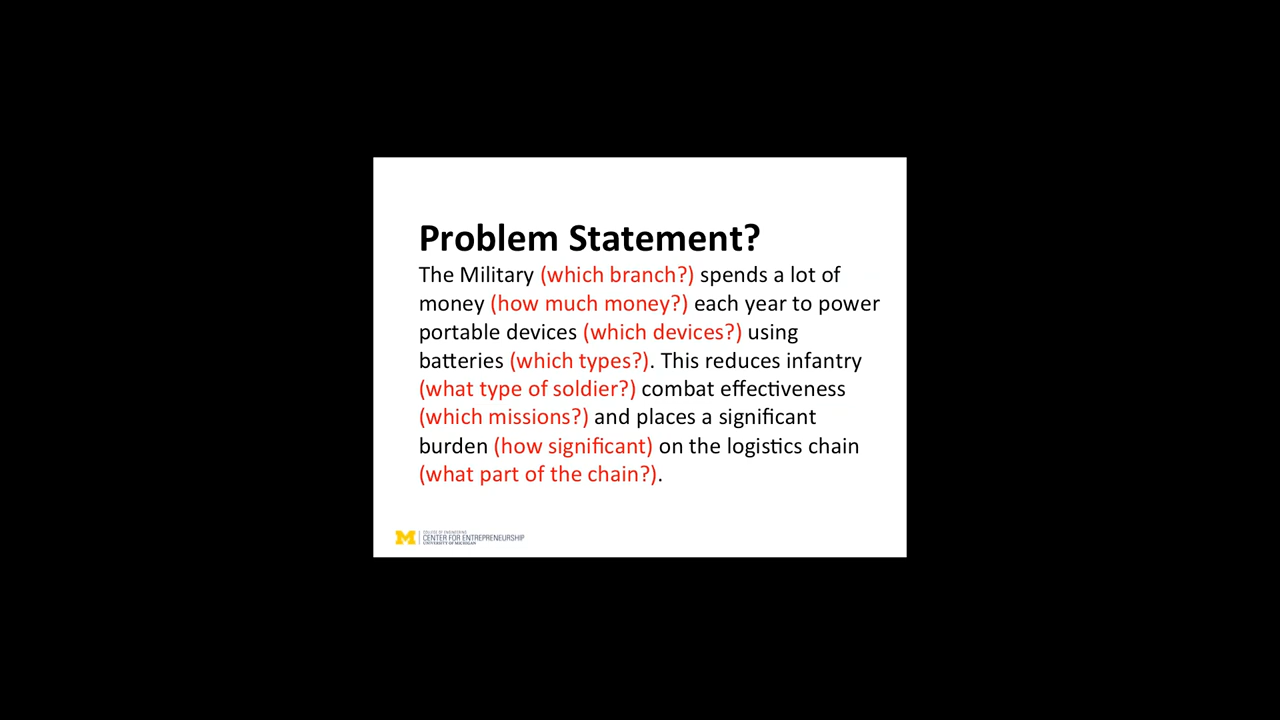 Problem Statement?
The Military (which branch?) spends a lot of
money (how much money?) each year to power
portable devices (which devices?) using
batteries (which types?). This reduces infantry
(what type of soldier?) combat effectiveness
(which missions?) and places a significant
burden (how significant) on the logistics chain
(what part of the chain?).
M
COLLEGE OF ENGINEERING
CENTER FOR ENTREPRENEURSHIP
UNIVERSITY OF MICHIGAN